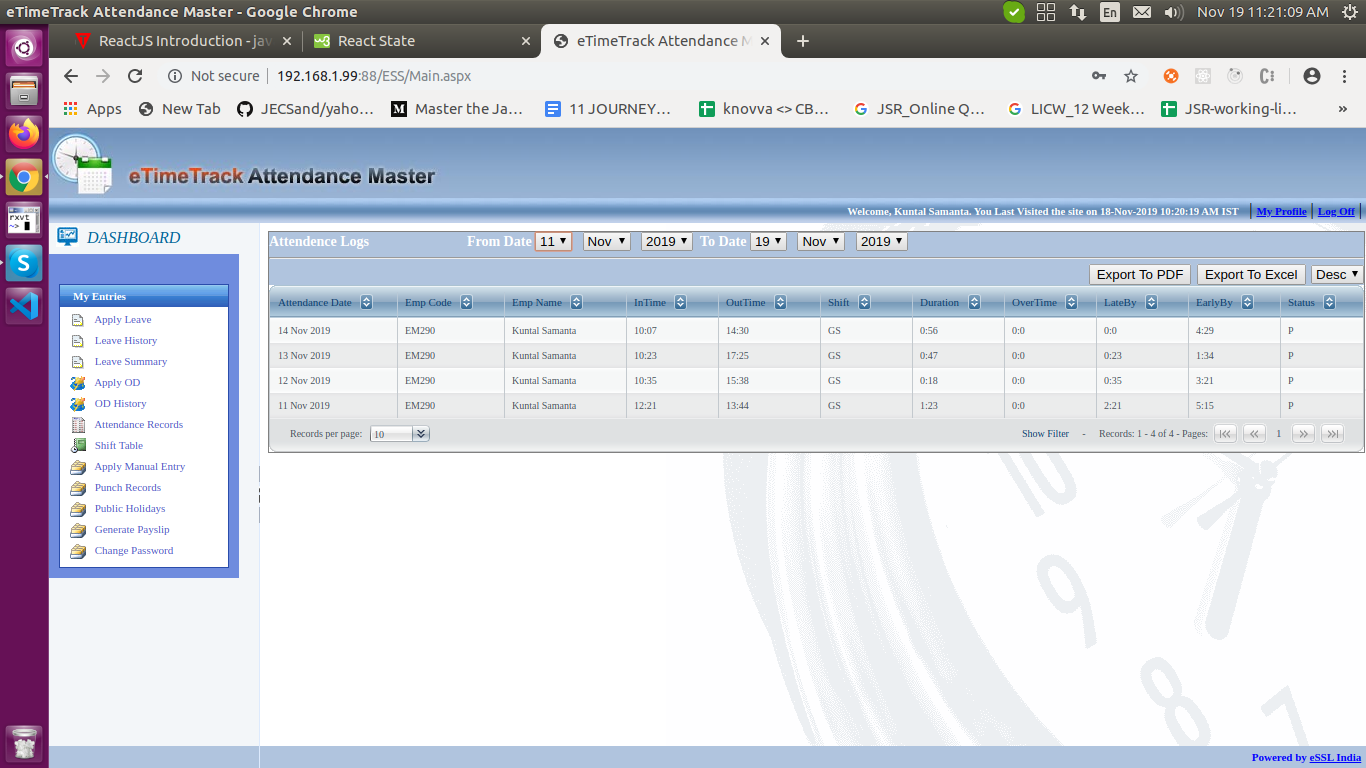 eTimeTrack Attendance Master - Google Chrome
En
Nov 19 11:21:09 AM
ReactJS Introduction - jav
React State
eTimeTrack Attendance M
Not secure
192.168.1.99:88/ESS/Main.aspx
Apps
New Tab
JECSand/yaho...
Master the Ja...
11 JOURNEY...
knovva <> CB...
JSR_Online Q...
LICW_12 Week...
JSR-working-li...
»
eTimeTrack Attendance Master
Welcome, Kuntal Samanta. You Last Visited the site on 18-Nov-2019 10:20:19 AM IST | My Profile | Log Off |
DASHBOARD
My Entries
Apply Leave
Leave History
Leave Summary
Apply OD
OD History
Attendance Records
Shift Table
Apply Manual Entry
Punch Records
Public Holidays
Generate Payslip
Change Password
Attendence Logs From Date 11 Nov 2019 To Date 19 Nov 2019
Export To PDF Export To Excel Desc
Attendance Date Emp Code Emp Name InTime OutTime Shift Duration OverTime LateBy EarlyBy Status
14 Nov 2019 EM290 Kuntal Samanta 10:07 14:30 GS 0:56 0:0 0:0 4:29 P
13 Nov 2019 EM290 Kuntal Samanta 10:23 17:25 GS 0:47 0:0 0:23 1:34 P
12 Nov 2019 EM290 Kuntal Samanta 10:35 15:38 GS 0:18 0:0 0:35 3:21 P
11 Nov 2019 EM290 Kuntal Samanta 12:21 13:44 GS 1:23 0:0 2:21 5:15 P
Records per page: 10 Show Filter - Records: 1 - 4 of 4 - Pages: 1
10
9
8
7
rxvt
~>
Powered by eSSL India